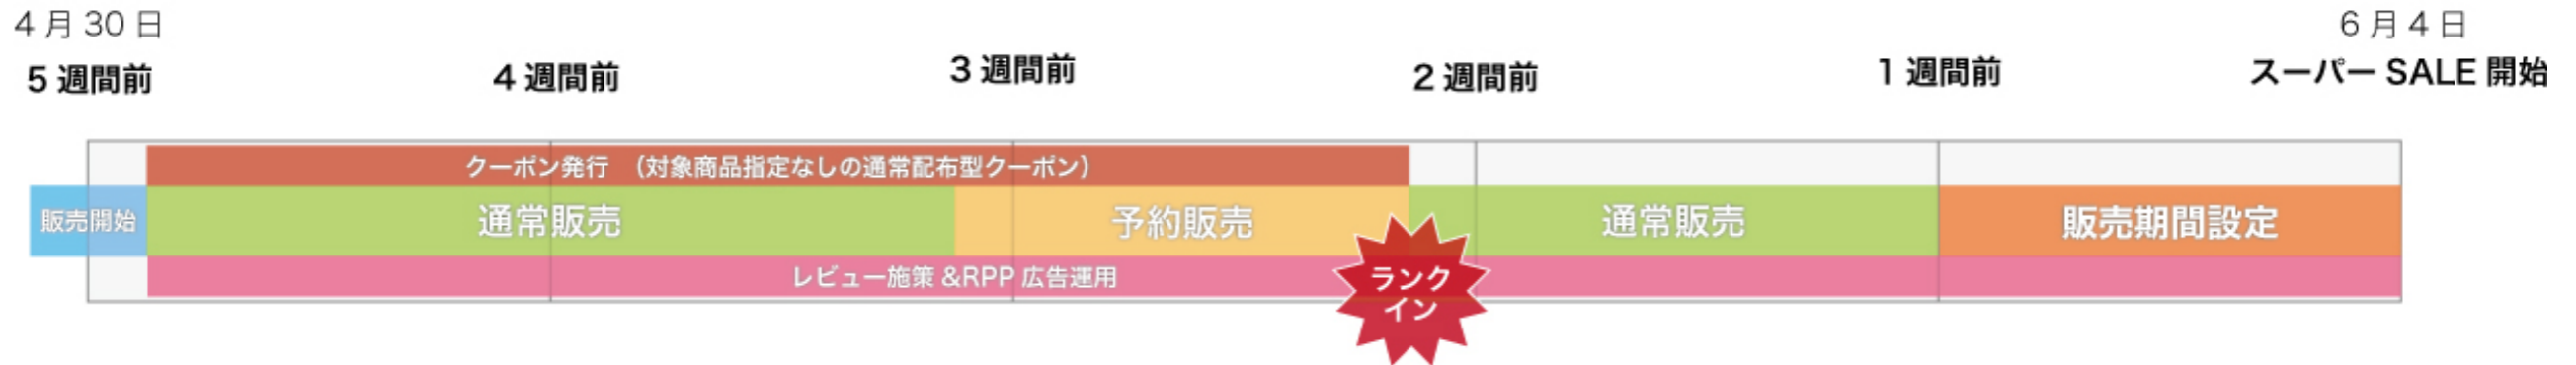 4月30日
6月4日
5週間前
4週間前
3週間前
2週間前
1週間前
スーパーSALE開始
クーポン発行 （対象商品指定なしの通常配布型クーポン）
販売開始
通常販売
予約販売
通常販売
販売期間設定
レビュー施策&RPP広告運用
ランク
イン